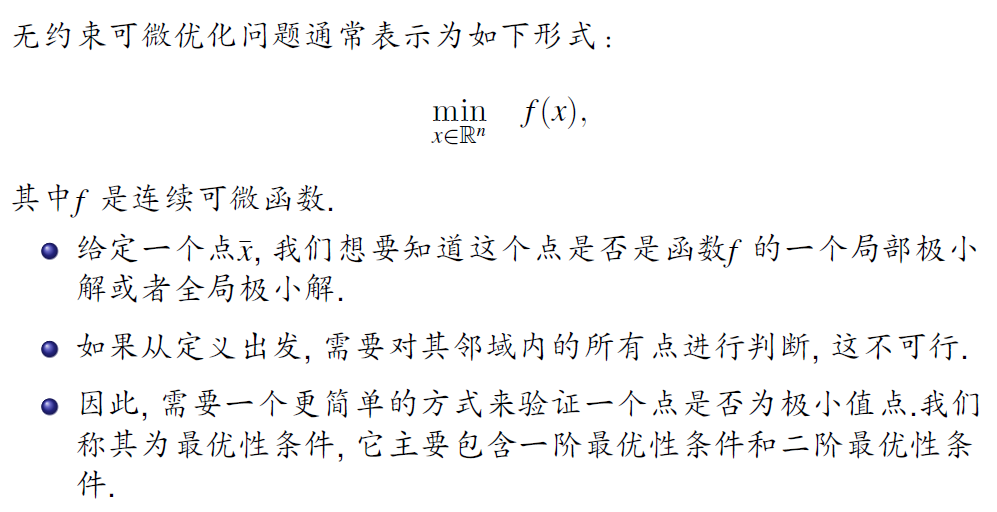 无约束可微优化问题通常表示为如下形式:
min f(x),
x∈ℝⁿ
其中f 是连续可微函数.
给定一个点x̄, 我们想要知道这个点是否是函数f 的一个局部极小
解或者全局极小解.
如果从定义出发, 需要对其邻域内的所有点进行判断, 这不可行.
因此, 需要一个更简单的方式来验证一个点是否为极小值点.我们
称其为最优性条件, 它主要包含一阶最优性条件和二阶最优性条
件.